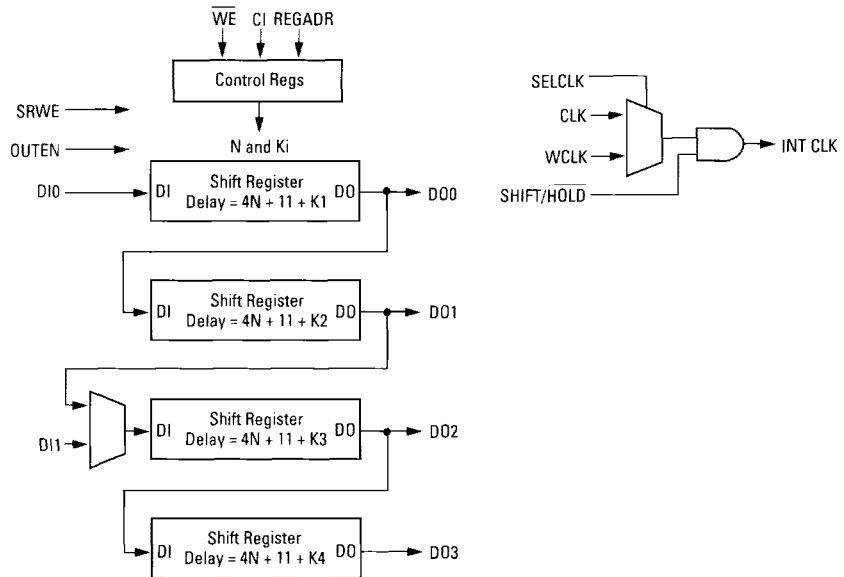 W̅E̅ CI REGADR
Control Regs
SRWE
OUTEN
N and Ki
DI0
DI
Shift Register
Delay = 4N + 11 + K1
DO
DO0
DI
Shift Register
Delay = 4N + 11 + K2
DO
DO1
DI1
DI
Shift Register
Delay = 4N + 11 + K3
DO
DO2
DI
Shift Register
Delay = 4N + 11 + K4
DO
DO3
SELCLK
CLK
WCLK
SHIFT/H̅O̅L̅D̅
INT CLK